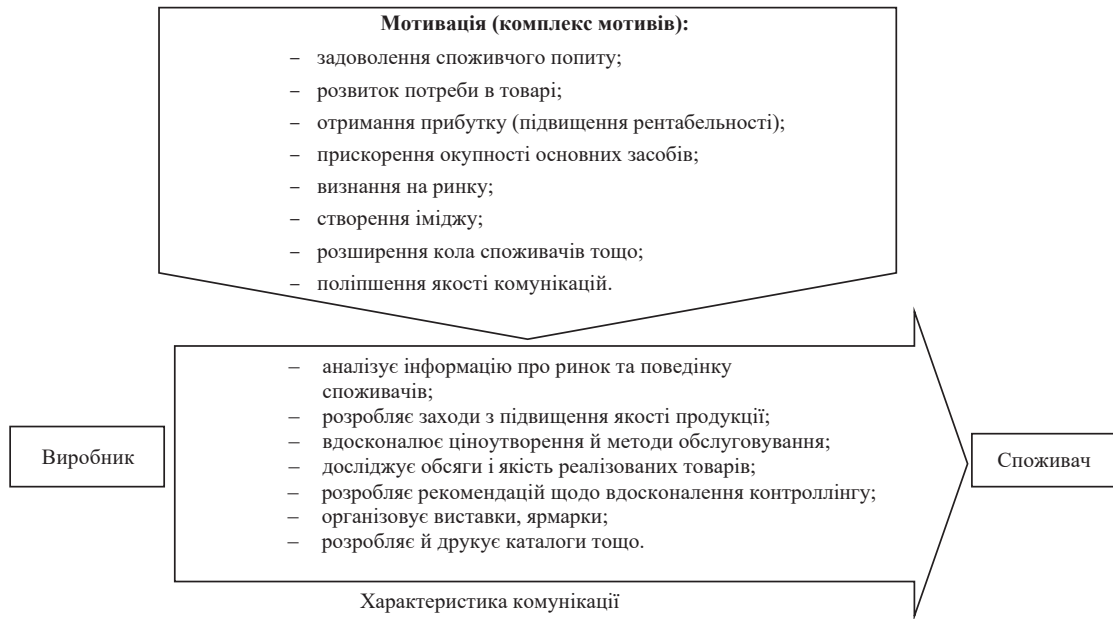 Мотивація (комплекс мотивів):
– задоволення споживчого попиту;
– розвиток потреби в товарі;
– отримання прибутку (підвищення рентабельності);
– прискорення окупності основних засобів;
– визнання на ринку;
– створення іміджу;
– розширення кола споживачів тощо;
– поліпшення якості комунікацій.
Виробник
– аналізує інформацію про ринок та поведінку
споживачів;
– розробляє заходи з підвищення якості продукції;
– вдосконалює ціноутворення й методи обслуговування;
– досліджує обсяги і якість реалізованих товарів;
– розробляє рекомендацій щодо вдосконалення контроллінгу;
– організовує виставки, ярмарки;
– розробляє й друкує каталоги тощо.
Споживач
Характеристика комунікації